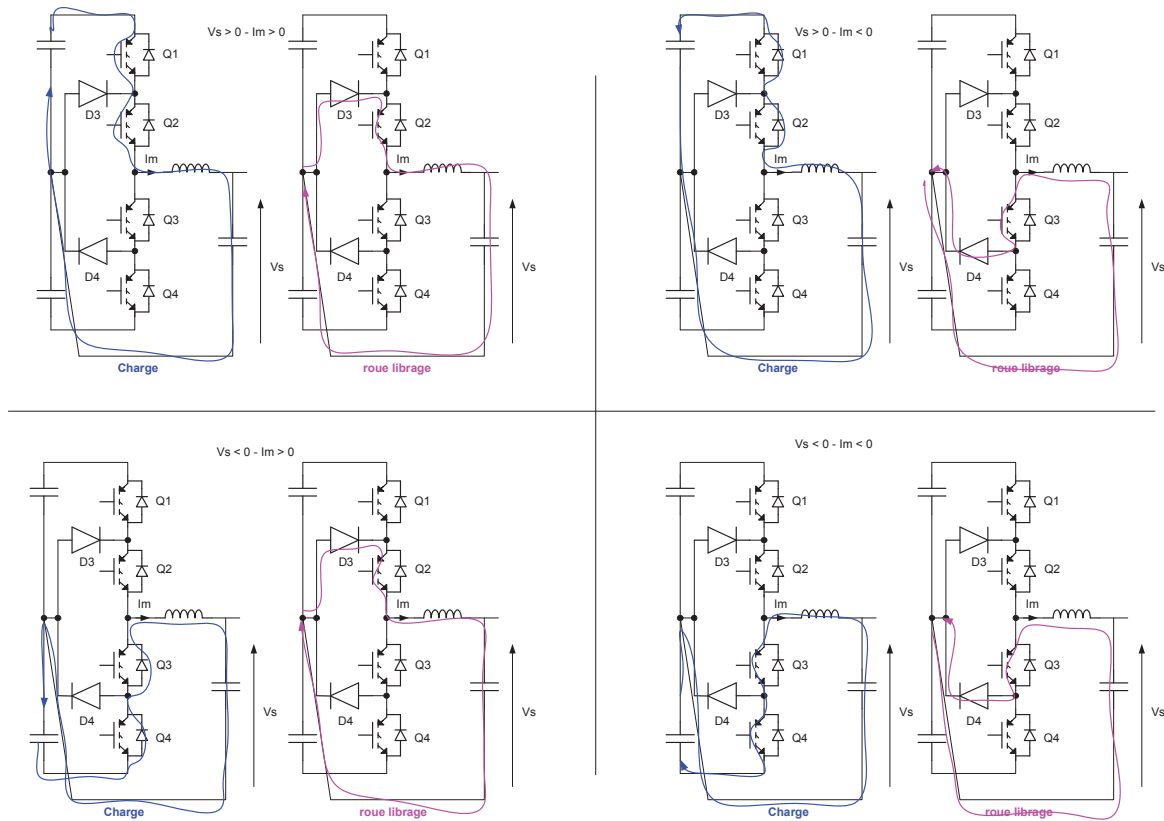 Vs > 0 - Im > 0
Q1
D3
Q2
Im
Q3
D4
Vs
Q4
Charge
Q1
D3
Q2
Im
Q3
D4
Vs
Q4
roue librage
Vs > 0 - Im < 0
Q1
D3
Q2
Im
Q3
D4
Vs
Q4
Charge
Q1
D3
Q2
Im
Q3
D4
Vs
Q4
roue librage
Vs < 0 - Im > 0
Q1
D3
Q2
Im
Q3
D4
Vs
Q4
Charge
Q1
D3
Q2
Im
Q3
D4
Vs
Q4
roue librage
Vs < 0 - Im < 0
Q1
D3
Q2
Im
Q3
D4
Vs
Q4
Charge
Q1
D3
Q2
Im
Q3
D4
Vs
Q4
roue librage